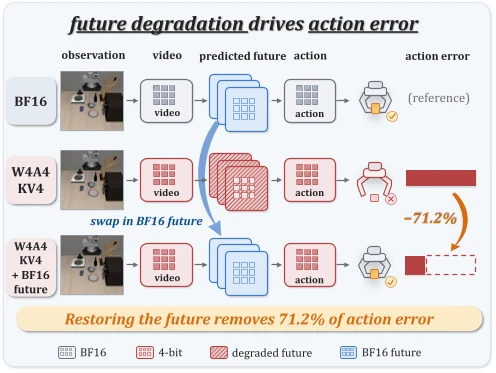 future degradation drives action error
observation video predicted future action action error
BF16
video
action
(reference)
W4A4
KV4
video
action
swap in BF16 future
−71.2%
W4A4
KV4
+ BF16
future
video
action
Restoring the future removes 71.2% of action error
BF16 4-bit degraded future BF16 future